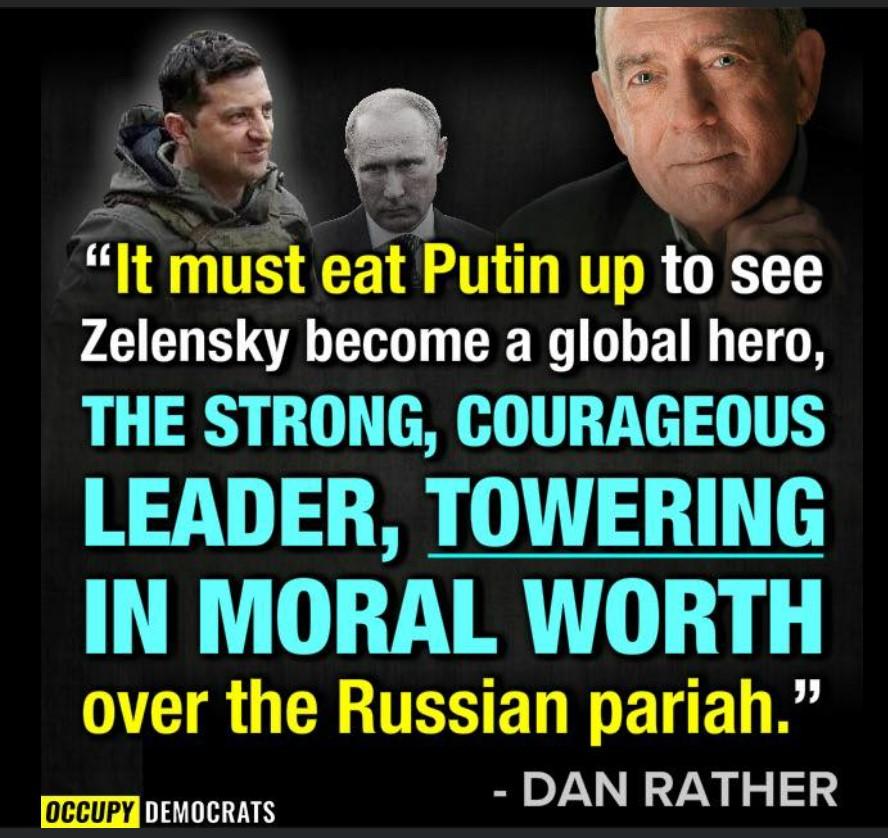 “It must eat Putin up to see
Zelensky become a global hero,
THE STRONG, COURAGEOUS
LEADER, TOWERING
IN MORAL WORTH
over the Russian pariah.”
- DAN RATHER
OCCUPY DEMOCRATS